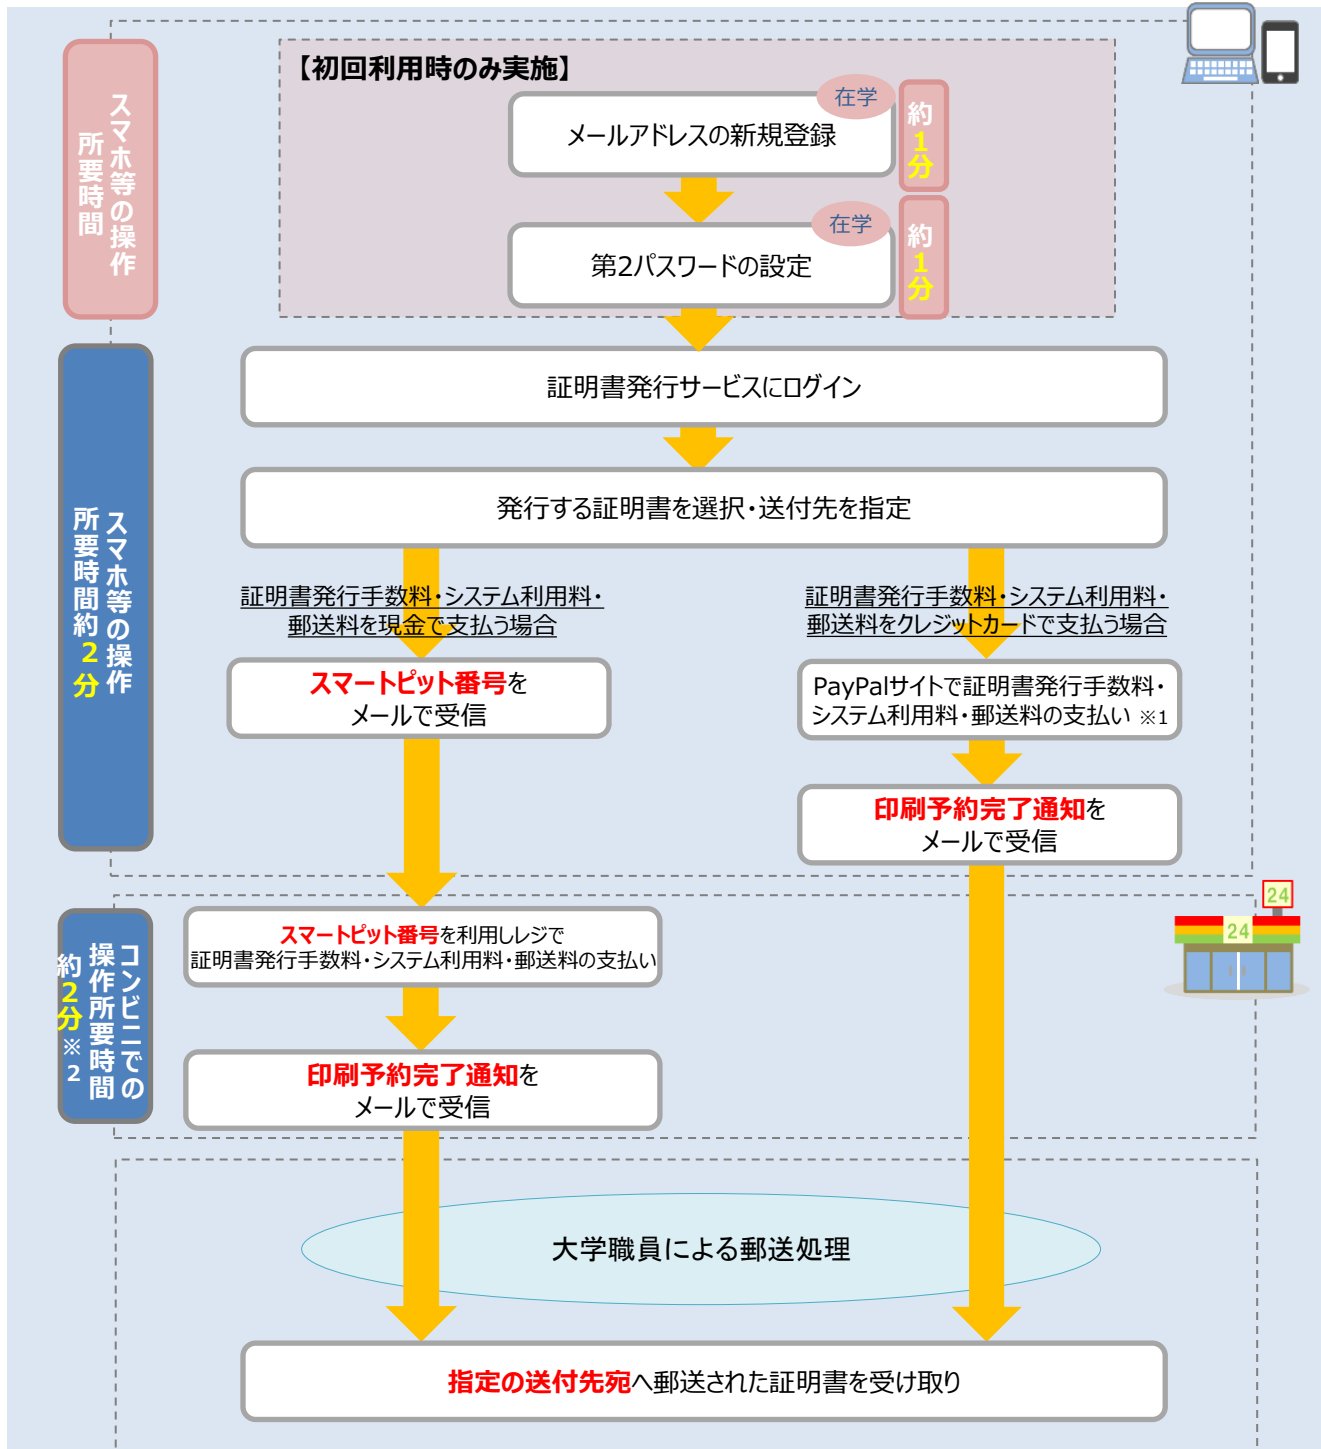 スマホ等の操作
所要時間
【初回利用時のみ実施】
在学
メールアドレスの新規登録
約1分
在学
第2パスワードの設定
約1分
スマホ等の操作
所要時間約2分
証明書発行サービスにログイン
発行する証明書を選択・送付先を指定
証明書発行手数料・システム利用料・
郵送料を現金で支払う場合
証明書発行手数料・システム利用料・
郵送料をクレジットカードで支払う場合
スマートピット番号を
メールで受信
PayPalサイトで証明書発行手数料・
システム利用料・郵送料の支払い ※1
印刷予約完了通知を
メールで受信
コンビニでの
操作所要時間
約2分※2
24
24
スマートピット番号を利用しレジで
証明書発行手数料・システム利用料・郵送料の支払い
印刷予約完了通知を
メールで受信
大学職員による郵送処理
指定の送付先宛へ郵送された証明書を受け取り